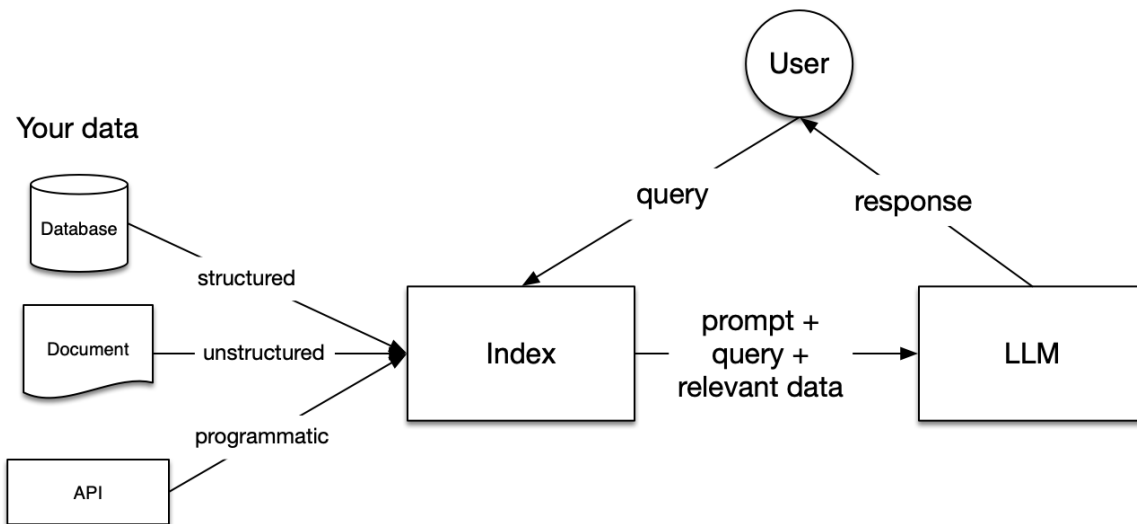 User
Your data
Database
query
response
structured
Document
unstructured
Index
prompt +
query +
relevant data
LLM
programmatic
API